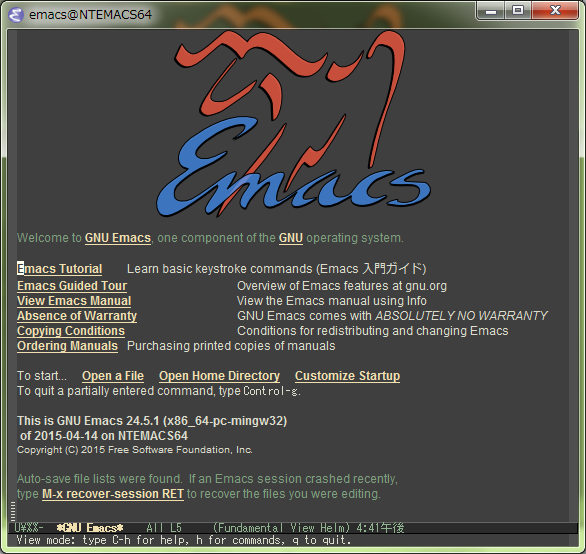 emacs@NTEMACS64
Emacs
Welcome to GNU Emacs, one component of the GNU operating system.
Emacs Tutorial Learn basic keystroke commands (Emacs 入門ガイド)
Emacs Guided Tour Overview of Emacs features at gnu.org
View Emacs Manual View the Emacs manual using Info
Absence of Warranty GNU Emacs comes with ABSOLUTELY NO WARRANTY
Copying Conditions Conditions for redistributing and changing Emacs
Ordering Manuals Purchasing printed copies of manuals
To start... Open a File Open Home Directory Customize Startup
To quit a partially entered command, type Control-g.
This is GNU Emacs 24.5.1 (x86_64-pc-mingw32)
of 2015-04-14 on NTEMACS64
Copyright (C) 2015 Free Software Foundation, Inc.
Auto-save file lists were found. If an Emacs session crashed recently,
type M-x recover-session RET to recover the files you were editing.
U\%%- *GNU Emacs* All L5 (Fundamental View Helm) 4:41午後
View mode: type C-h for help, h for commands, q to quit.